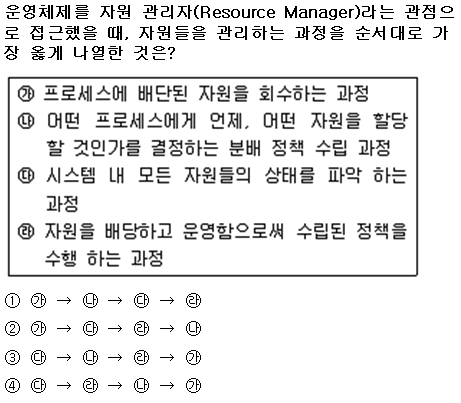 운영체제를 자원 관리자(Resource Manager)라는 관점으
로 접근했을 때, 자원들을 관리하는 과정을 순서대로 가
장 옳게 나열한 것은?
㉮ 프로세스에 배단된 자원을 회수하는 과정
㉯ 어떤 프로세스에게 언제, 어떤 자원을 할당
할 것인가를 결정하는 분배 정책 수립 과정
㉰ 시스템 내 모든 자원들의 상태를 파악 하는
과정
㉱ 자원을 배당하고 운영함으로써 수립된 정책을
수행 하는 과정
① ㉮ → ㉯ → ㉰ → ㉱
② ㉮ → ㉰ → ㉱ → ㉯
③ ㉰ → ㉯ → ㉱ → ㉮
④ ㉰ → ㉱ → ㉯ → ㉮